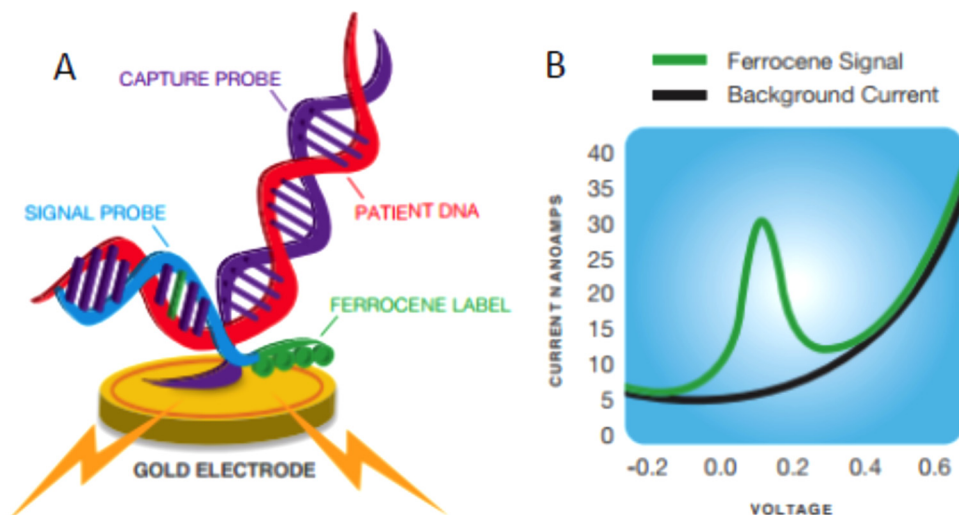 A
CAPTURE PROBE
SIGNAL PROBE
PATIENT DNA
FERROCENE LABEL
GOLD ELECTRODE
B
Ferrocene Signal
Background Current
CURRENT NANOAMPS
40
35
30
25
20
15
10
5
0
-0.2 0.0 0.2 0.4 0.6
VOLTAGE